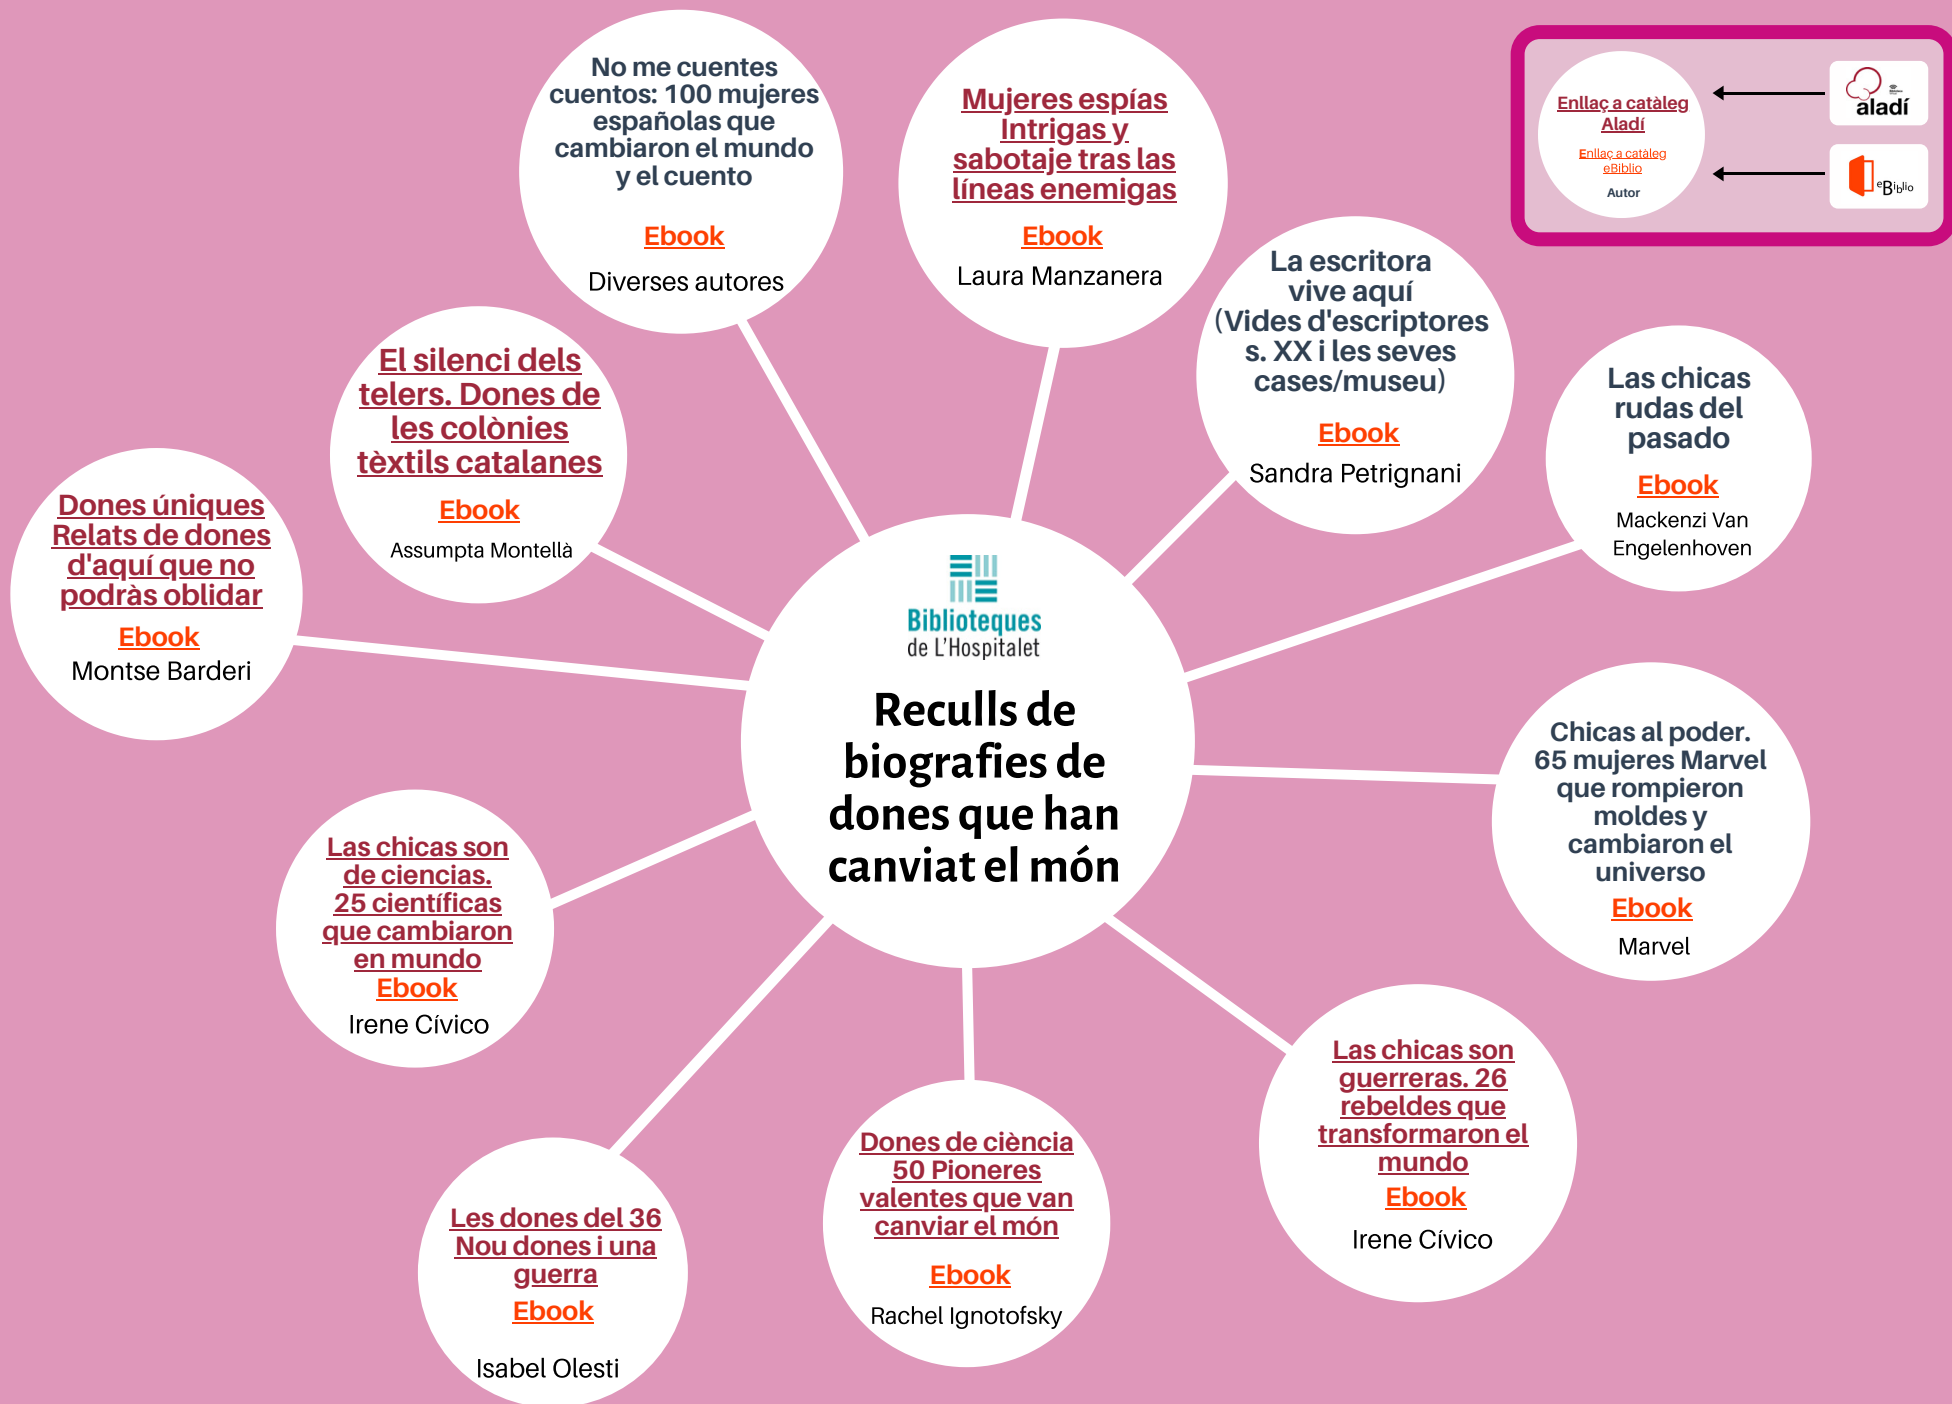 No me cuentes
cuentos: 100 mujeres
españolas que
cambiaron el mundo
y el cuento
Ebook
Diverses autores
Mujeres espías
Intrigas y
sabotaje tras las
líneas enemigas
Ebook
Laura Manzanera
Enllaç a catàleg
Aladí
Enllaç a catàleg
eBiblio
Autor
aladí
eBiblio
La escritora
vive aquí
(Vides d'escriptores
s. XX i les seves
cases/museu)
Ebook
Sandra Petrignani
El silenci dels
telers. Dones de
les colònies
tèxtils catalanes
Ebook
Assumpta Montellà
Las chicas
rudas del
pasado
Ebook
Mackenzi Van
Engelenhoven
Dones úniques
Relats de dones
d'aquí que no
podràs oblidar
Ebook
Montse Barderi
Biblioteques
de L'Hospitalet
Reculls de
biografies de
dones que han
canviat el món
Chicas al poder.
65 mujeres Marvel
que rompieron
moldes y
cambiaron el
universo
Ebook
Marvel
Las chicas son
de ciencias.
25 científicas
que cambiaron
en mundo
Ebook
Irene Cívico
Las chicas son
guerreras. 26
rebeldes que
transformaron el
mundo
Ebook
Irene Cívico
Dones de ciència
50 Pioneres
valentes que van
canviar el món
Ebook
Rachel Ignotofsky
Les dones del 36
Nou dones i una
guerra
Ebook
Isabel Olesti